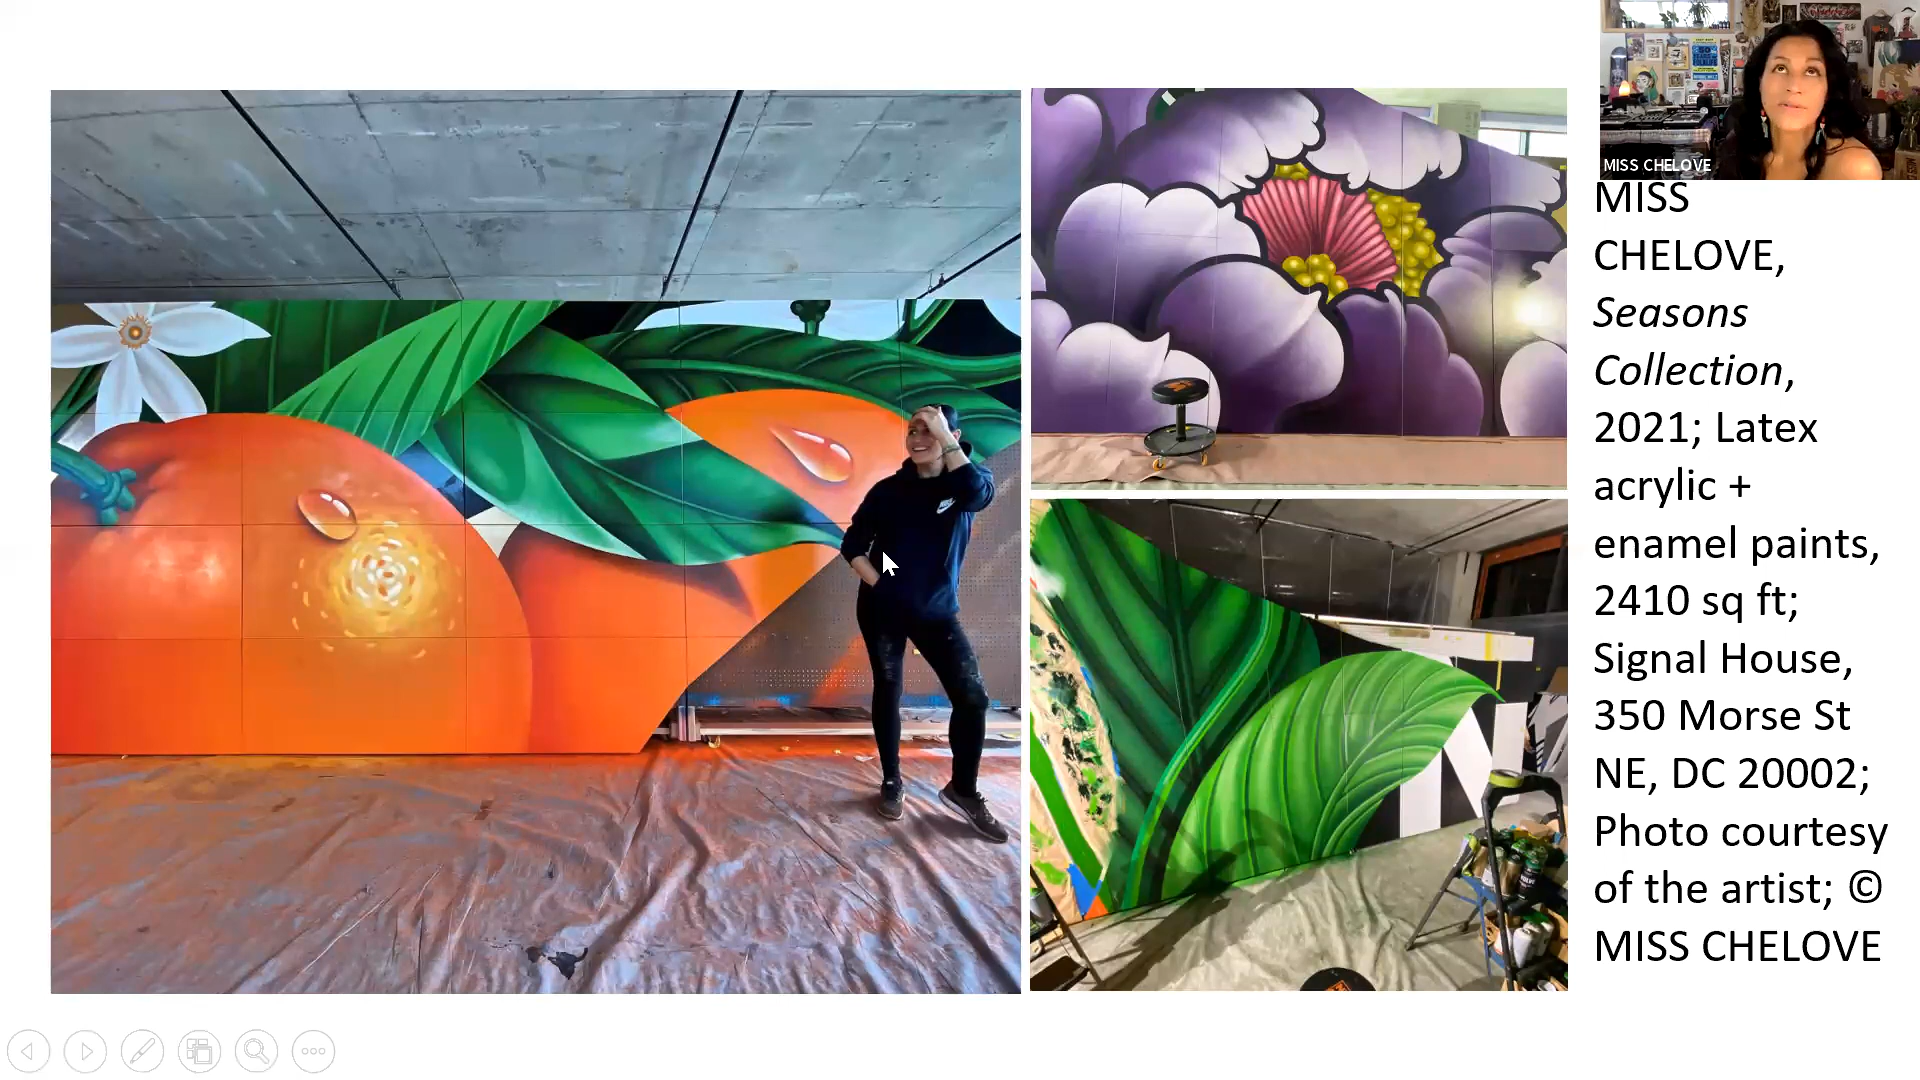 MISS CHELOVE
MISS
CHELOVE,
Seasons
Collection,
2021; Latex
acrylic +
enamel paints,
2410 sq ft;
Signal House,
350 Morse St
NE, DC 20002;
Photo courtesy
of the artist; ©
MISS CHELOVE